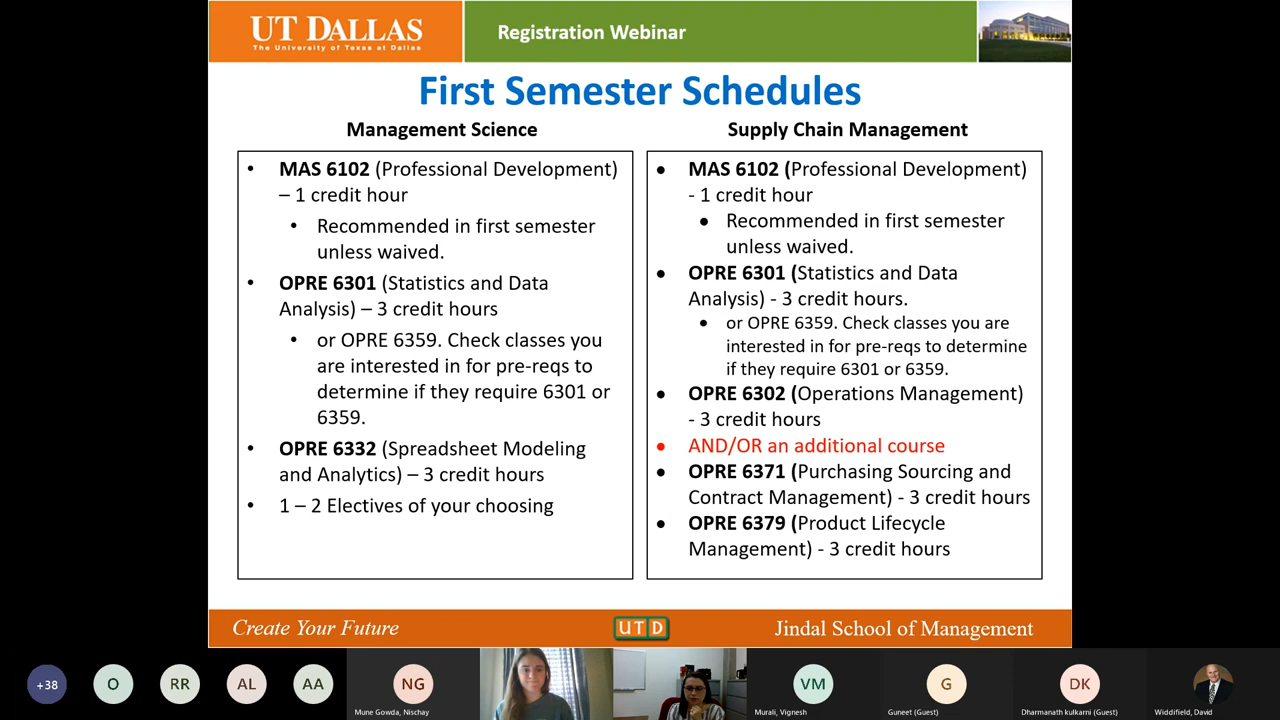 UT DALLAS
The University of Texas at Dallas
Registration Webinar
First Semester Schedules
Management Science
• MAS 6102 (Professional Development)
– 1 credit hour
• Recommended in first semester
unless waived.
• OPRE 6301 (Statistics and Data
Analysis) – 3 credit hours
• or OPRE 6359. Check classes you
are interested in for pre-reqs to
determine if they require 6301 or
6359.
• OPRE 6332 (Spreadsheet Modeling
and Analytics) – 3 credit hours
• 1 – 2 Electives of your choosing
Supply Chain Management
• MAS 6102 (Professional Development)
- 1 credit hour
• Recommended in first semester
unless waived.
• OPRE 6301 (Statistics and Data
Analysis) - 3 credit hours.
• or OPRE 6359. Check classes you are
interested in for pre-reqs to determine
if they require 6301 or 6359.
• OPRE 6302 (Operations Management)
- 3 credit hours
• AND/OR an additional course
• OPRE 6371 (Purchasing Sourcing and
Contract Management) - 3 credit hours
• OPRE 6379 (Product Lifecycle
Management) - 3 credit hours
Create Your Future
UTD
Jindal School of Management
+38
O
RR
AL
AA
NG
Mune Gowda, Nischay
VM
Murali, Vignesh
G
Guneet (Guest)
DK
Dharmanath kulkarni (Guest)
Widdifield, David